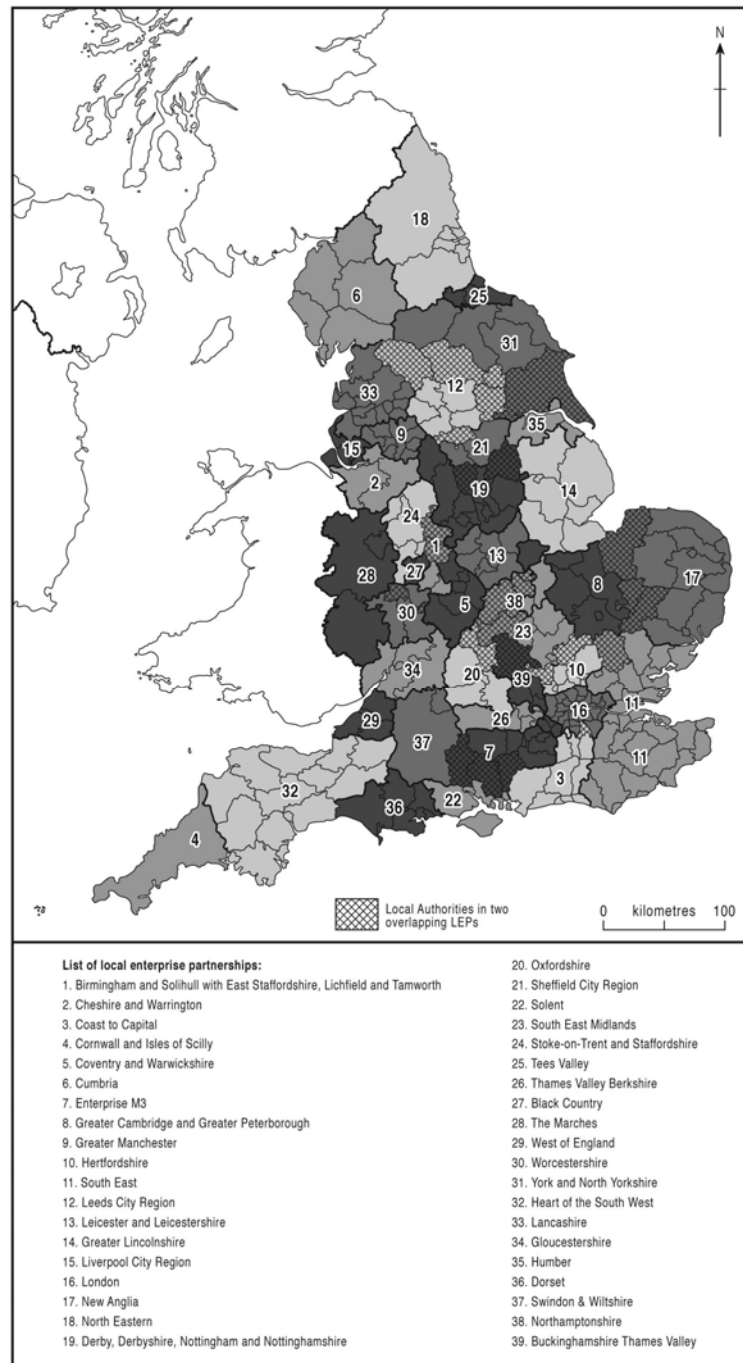 N
18
6
25
31
12
33
35
9
21
15
2
19
14
24
1
13
17
27
28
8
5
38
30
23
10
20
34
39
11
16
29
26
11
37
7
3
32
36
22
4
Local Authorities in two
overlapping LEPs
0 kilometres 100
List of local enterprise partnerships:
1. Birmingham and Solihull with East Staffordshire, Lichfield and Tamworth
2. Cheshire and Warrington
3. Coast to Capital
4. Cornwall and Isles of Scilly
5. Coventry and Warwickshire
6. Cumbria
7. Enterprise M3
8. Greater Cambridge and Greater Peterborough
9. Greater Manchester
10. Hertfordshire
11. South East
12. Leeds City Region
13. Leicester and Leicestershire
14. Greater Lincolnshire
15. Liverpool City Region
16. London
17. New Anglia
18. North Eastern
19. Derby, Derbyshire, Nottingham and Nottinghamshire
20. Oxfordshire
21. Sheffield City Region
22. Solent
23. South East Midlands
24. Stoke-on-Trent and Staffordshire
25. Tees Valley
26. Thames Valley Berkshire
27. Black Country
28. The Marches
29. West of England
30. Worcestershire
31. York and North Yorkshire
32. Heart of the South West
33. Lancashire
34. Gloucestershire
35. Humber
36. Dorset
37. Swindon & Wiltshire
38. Northamptonshire
39. Buckinghamshire Thames Valley